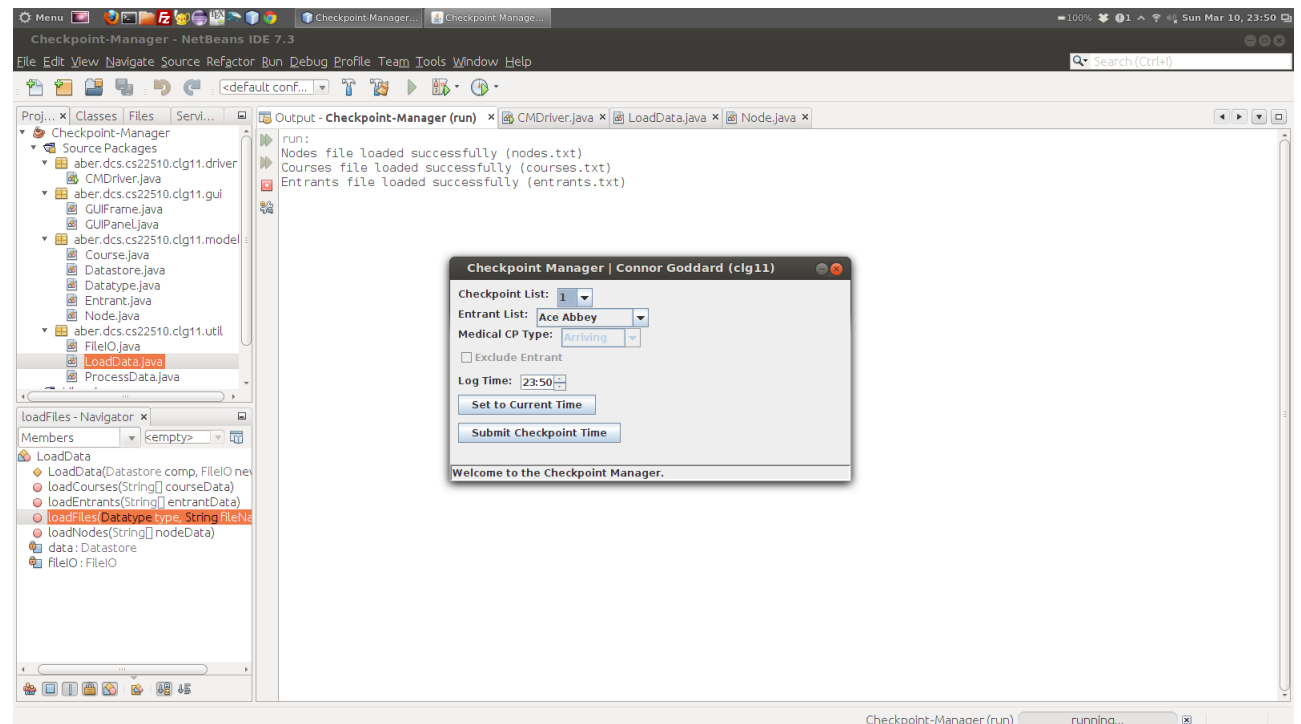 Menu
Checkpoint-Manager...
Checkpoint Manage...
100%
1
Sun Mar 10, 23:50
Checkpoint-Manager - NetBeans IDE 7.3
File Edit View Navigate Source Refactor Run Debug Profile Team Tools Window Help
Search (Ctrl+I)
<default conf...
Proj... Classes Files Servi...
Checkpoint-Manager
Source Packages
aber.dcs.cs22510.clg11.driver
CMDriver.java
aber.dcs.cs22510.clg11.gui
GUIFrame.java
GUIPanel.java
aber.dcs.cs22510.clg11.model
Course.java
Datastore.java
Datatype.java
Entrant.java
Node.java
aber.dcs.cs22510.clg11.util
FileIO.java
LoadData.java
ProcessData.java
Output - Checkpoint-Manager (run) CMDriver.java LoadData.java Node.java
run:
Nodes file loaded successfully (nodes.txt)
Courses file loaded successfully (courses.txt)
Entrants file loaded successfully (entrants.txt)
Checkpoint Manager | Connor Goddard (clg11)
Checkpoint List: 1
Entrant List: Ace Abbey
Medical CP Type: Arriving
Exclude Entrant
Log Time: 23:50
Set to Current Time
Submit Checkpoint Time
Welcome to the Checkpoint Manager.
loadFiles - Navigator
Members <empty>
LoadData
LoadData(Datastore comp, FileIO nev
loadCourses(String[] courseData)
loadEntrants(String[] entrantData)
loadFiles(Datatype type, String fileNa
loadNodes(String[] nodeData)
data : Datastore
fileIO : FileIO
Checkpoint-Manager (run) running...